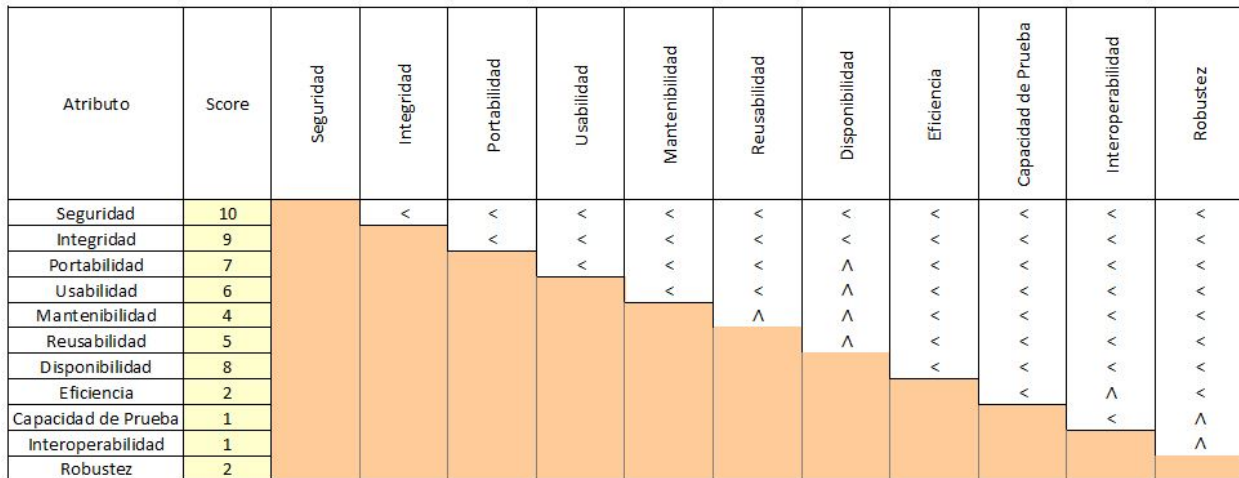 Atributo Score Seguridad Integridad Portabilidad Usabilidad Mantenibilidad Reusabilidad Disponibilidad Eficiencia Capacidad de Prueba Interoperabilidad Robustez
Seguridad 10 < < < < < < < < < <
Integridad 9 < < < < < < < < <
Portabilidad 7 < < < ^ < < < <
Usabilidad 6 < < ^ < < < <
Mantenibilidad 4 ^ ^ < < < <
Reusabilidad 5 ^ < < < <
Disponibilidad 8 < < < <
Eficiencia 2 < ^ <
Capacidad de Prueba 1 < ^
Interoperabilidad 1 ^
Robustez 2